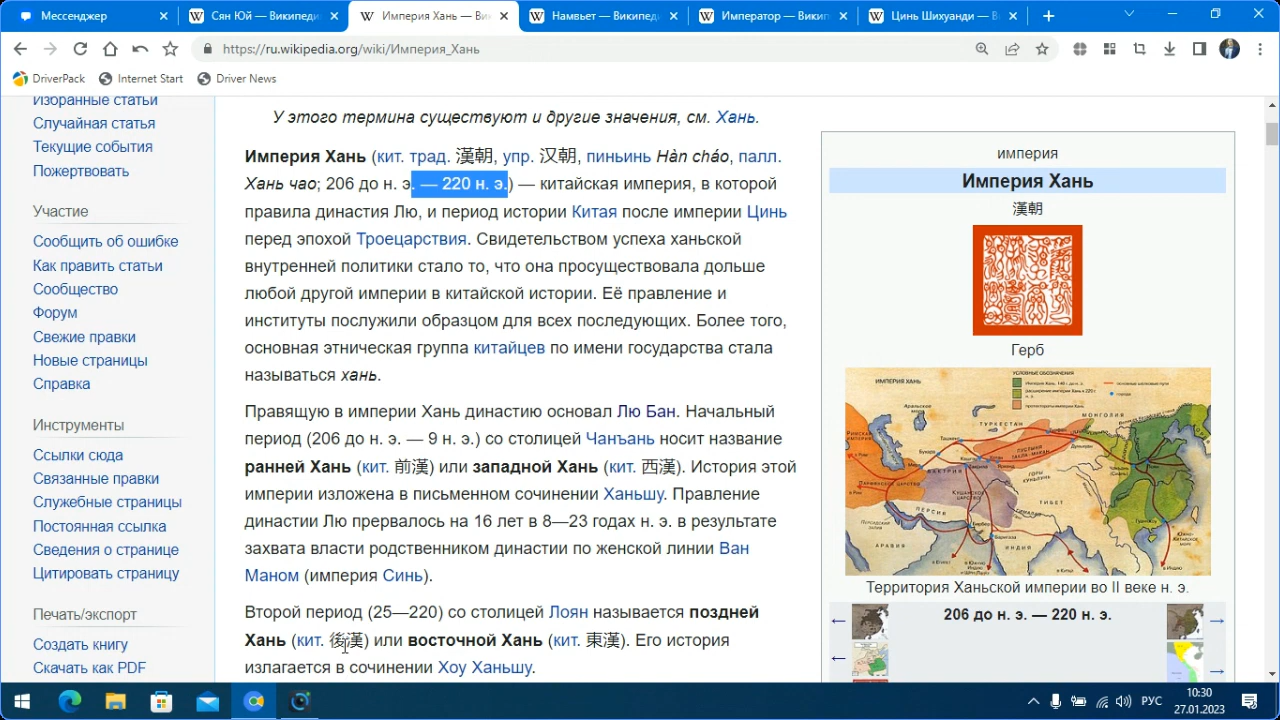 Мессенджер
Сян Юй — Википеди
Империя Хань — Ви
Намвьет — Википеди
Император — Викип
Цинь Шихуанди — В
https://ru.wikipedia.org/wiki/Империя_Хань
DriverPack
Internet Start
Driver News
Избранные статьи
Случайная статья
Текущие события
Пожертвовать
Участие
Сообщить об ошибке
Как править статьи
Сообщество
Форум
Свежие правки
Новые страницы
Справка
Инструменты
Ссылки сюда
Связанные правки
Служебные страницы
Постоянная ссылка
Сведения о странице
Цитировать страницу
Печать/экспорт
Создать книгу
Скачать как PDF
У этого термина существуют и другие значения, см. Хань.
Империя Хань (кит. трад. 漢朝, упр. 汉朝, пиньинь Hàn cháo, палл.
Хань чао; 206 до н. э. — 220 н. э.) — китайская империя, в которой
правила династия Лю, и период истории Китая после империи Цинь
перед эпохой Троецарствия. Свидетельством успеха ханьской
внутренней политики стало то, что она просуществовала дольше
любой другой империи в китайской истории. Её правление и
институты послужили образцом для всех последующих. Более того,
основная этническая группа китайцев по имени государства стала
называться хань.
Правящую в империи Хань династию основал Лю Бан. Начальный
период (206 до н. э. — 9 н. э.) со столицей Чанъань носит название
ранней Хань (кит. 前漢) или западной Хань (кит. 西漢). История этой
империи изложена в письменном сочинении Ханьшу. Правление
династии Лю прервалось на 16 лет в 8—23 годах н. э. в результате
захвата власти родственником династии по женской линии Ван
Маном (империя Синь).
Второй период (25—220) со столицей Лоян называется поздней
Хань (кит. 後漢) или восточной Хань (кит. 東漢). Его история
излагается в сочинении Хоу Ханьшу.
империя
Империя Хань
漢朝
Герб
ИМПЕРИЯ ХАНЬ
УСЛОВНЫЕ ОБОЗНАЧЕНИЯ
МОНГОЛИЯ
ТУРКЕСТАН
БАКТРИЯ
ТИБЕТ
ПЕРСИЯ
АРАВИЯ
ИНДИЯ
Территория Ханьской империи во II веке н. э.
← 206 до н. э. — 220 н. э. →
← →
РУС
10:30
27.01.2023